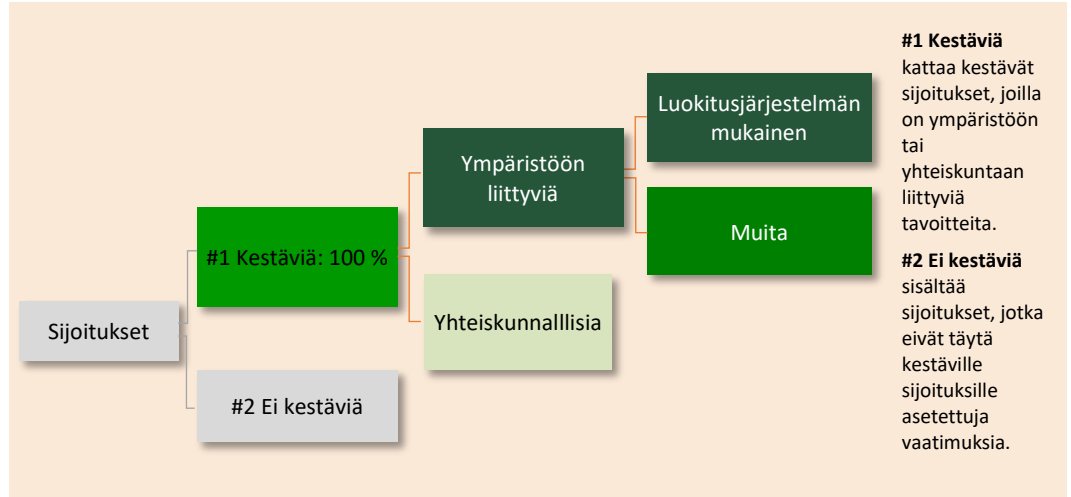 Sijoitukset
#1 Kestäviä: 100 %
#2 Ei kestäviä
Ympäristöön
liittyviä
Yhteiskunnalllisia
Luokitusjärjestelmän
mukainen
Muita
#1 Kestäviä
kattaa kestävät
sijoitukset, joilla
on ympäristöön
tai
yhteiskuntaan
liittyviä
tavoitteita.
#2 Ei kestäviä
sisältää
sijoitukset, jotka
eivät täytä
kestäville
sijoituksille
asetettuja
vaatimuksia.